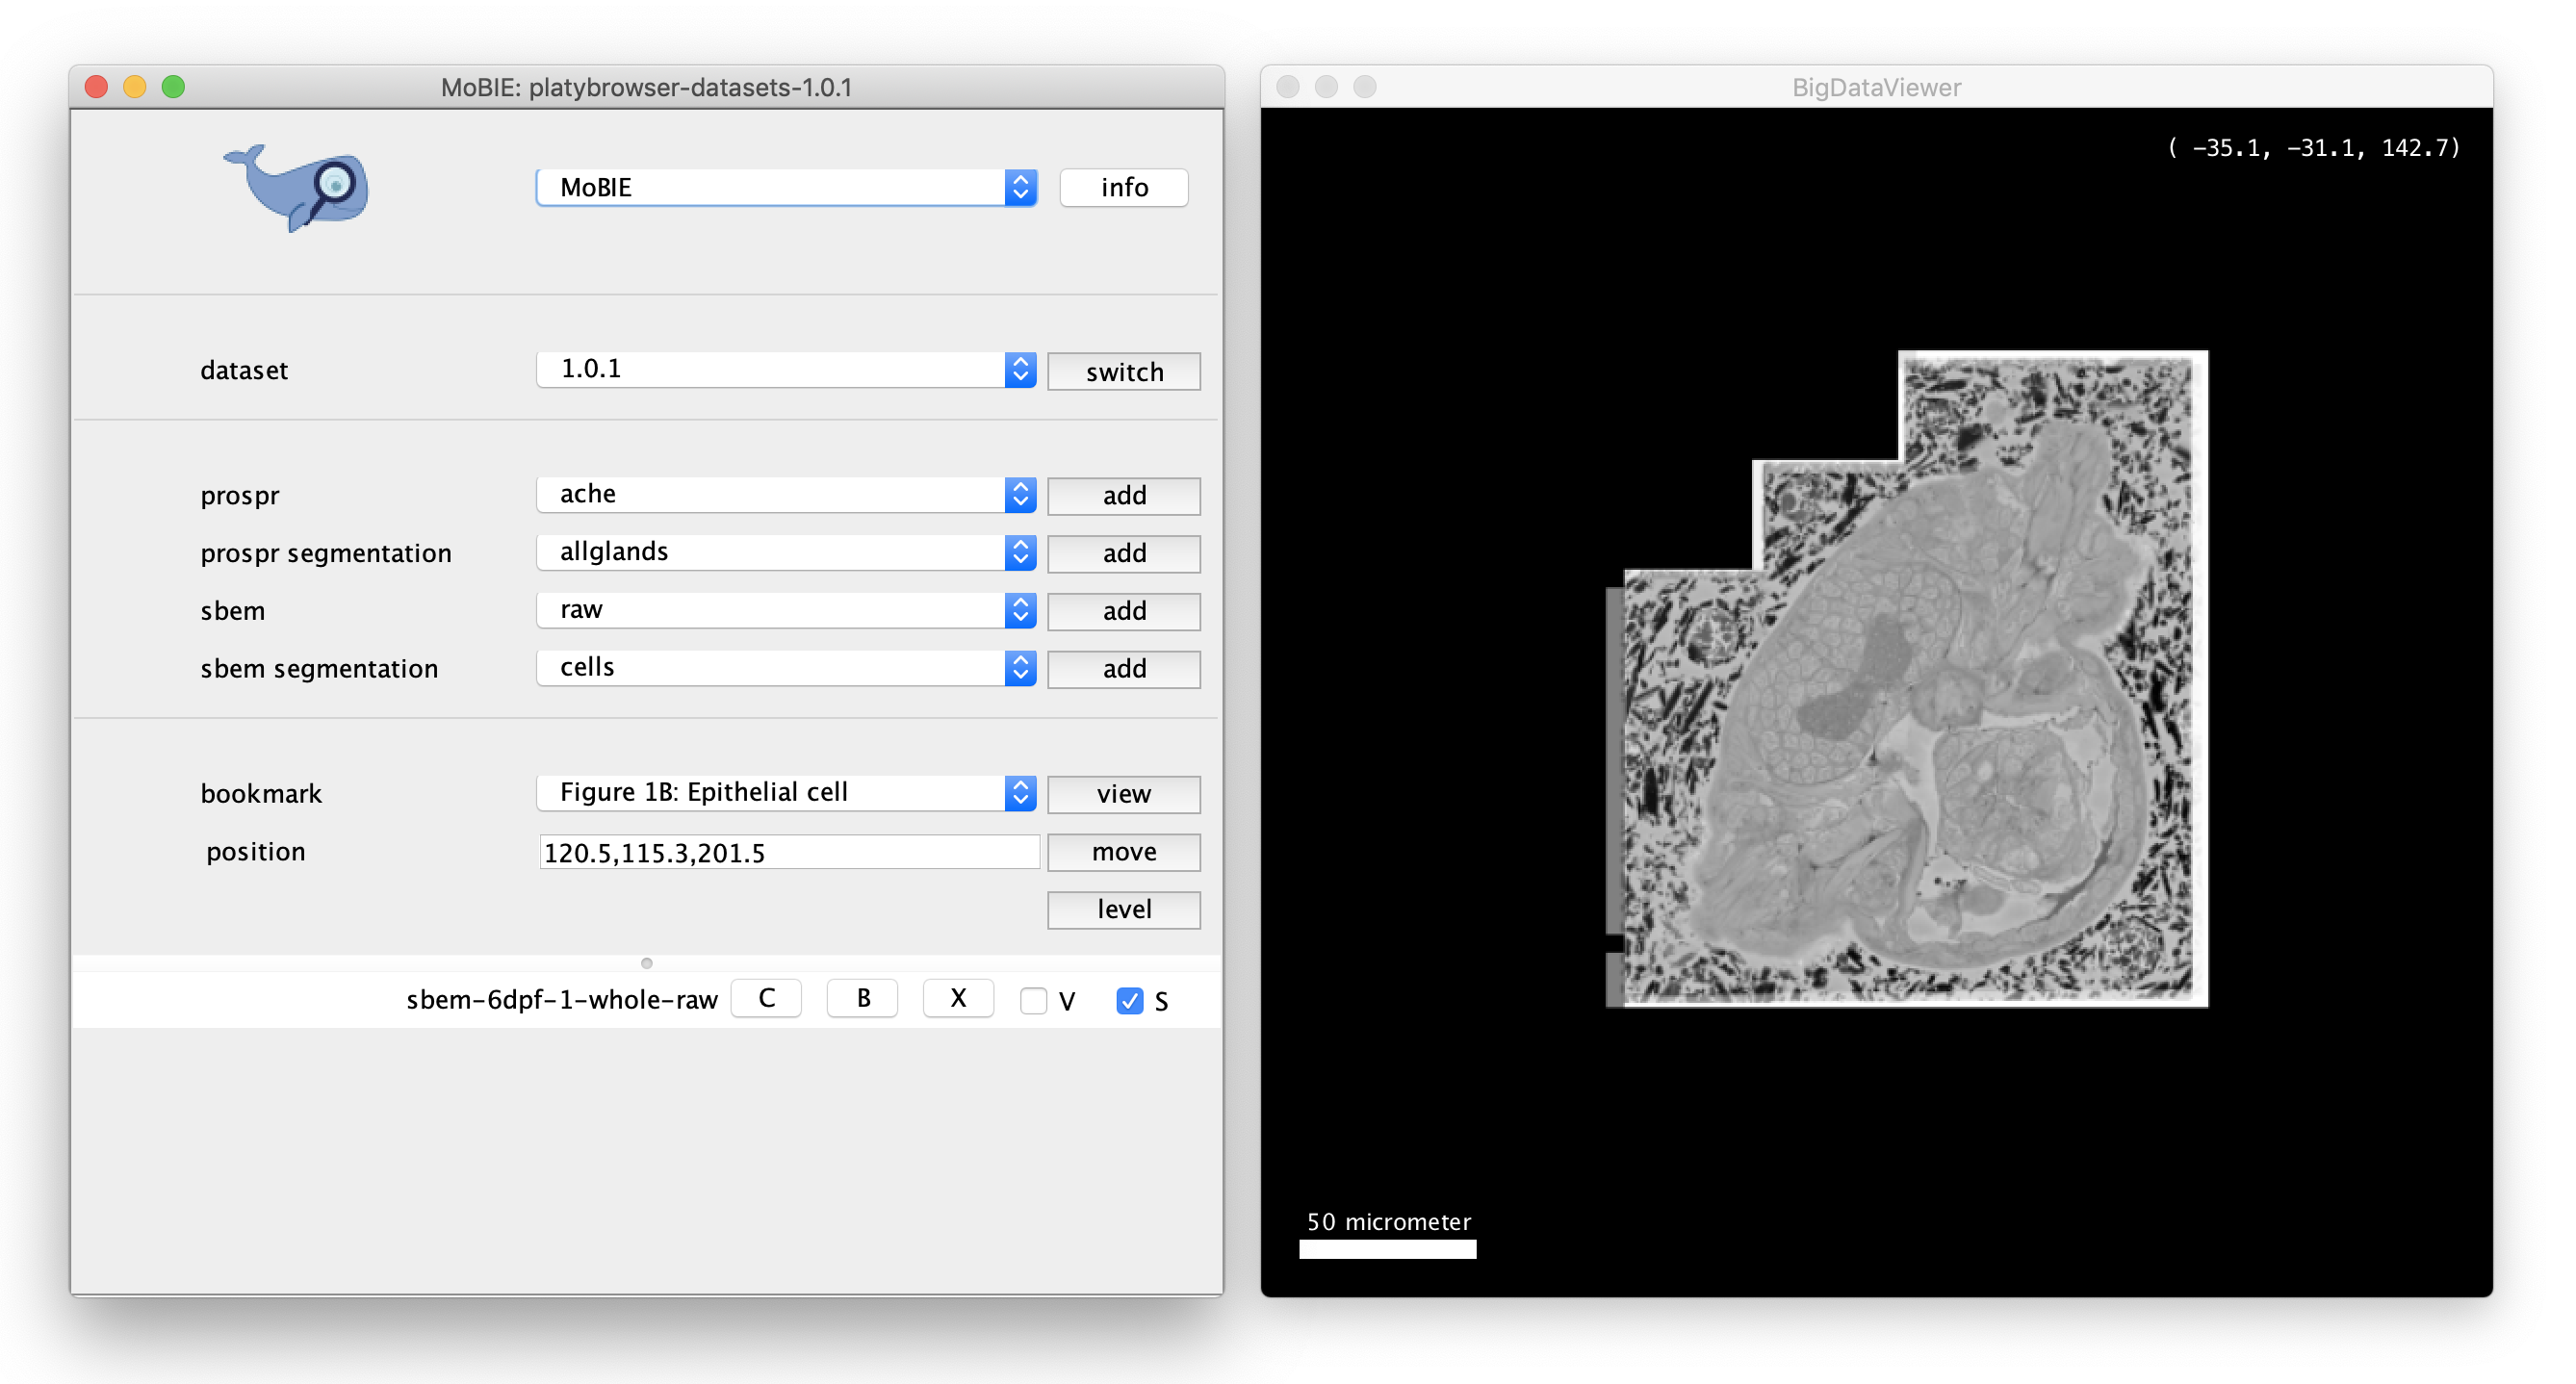 MoBIE: platybrowser-datasets-1.0.1
MoBIE info
dataset 1.0.1 switch
prospr ache add
prospr segmentation allglands add
sbem raw add
sbem segmentation cells add
bookmark Figure 1B: Epithelial cell view
position 120.5,115.3,201.5 move
level
sbem-6dpf-1-whole-raw C B X V S
BigDataViewer
( -35.1, -31.1, 142.7)
50 micrometer